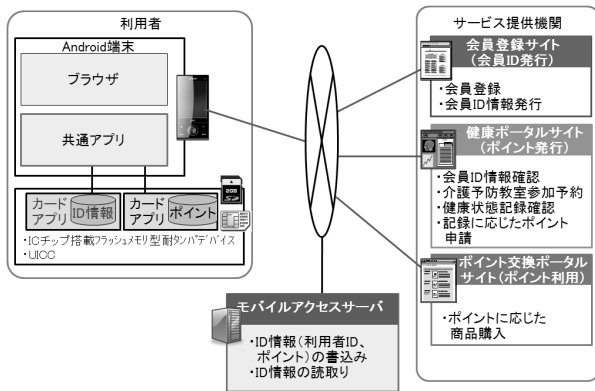 利用者
Android端末
ブラウザ
共通アプリ
カード
アプリ
ID情報
カード
アプリ
ポイント
2GB
・ICチップ搭載フラッシュメモリ型耐タンパデバイス
・UICC
モバイルアクセスサーバ
・ID情報(利用者ID、
ポイント)の書込み
・ID情報の読取り
サービス提供機関
会員登録サイト
(会員ID発行)
・会員登録
・会員ID情報発行
健康ポータルサイト
(ポイント発行)
・会員ID情報確認
・介護予防教室参加予約
・健康状態記録確認
・記録に応じたポイント
申請
ポイント交換ポータル
サイト(ポイント利用)
・ポイントに応じた
商品購入